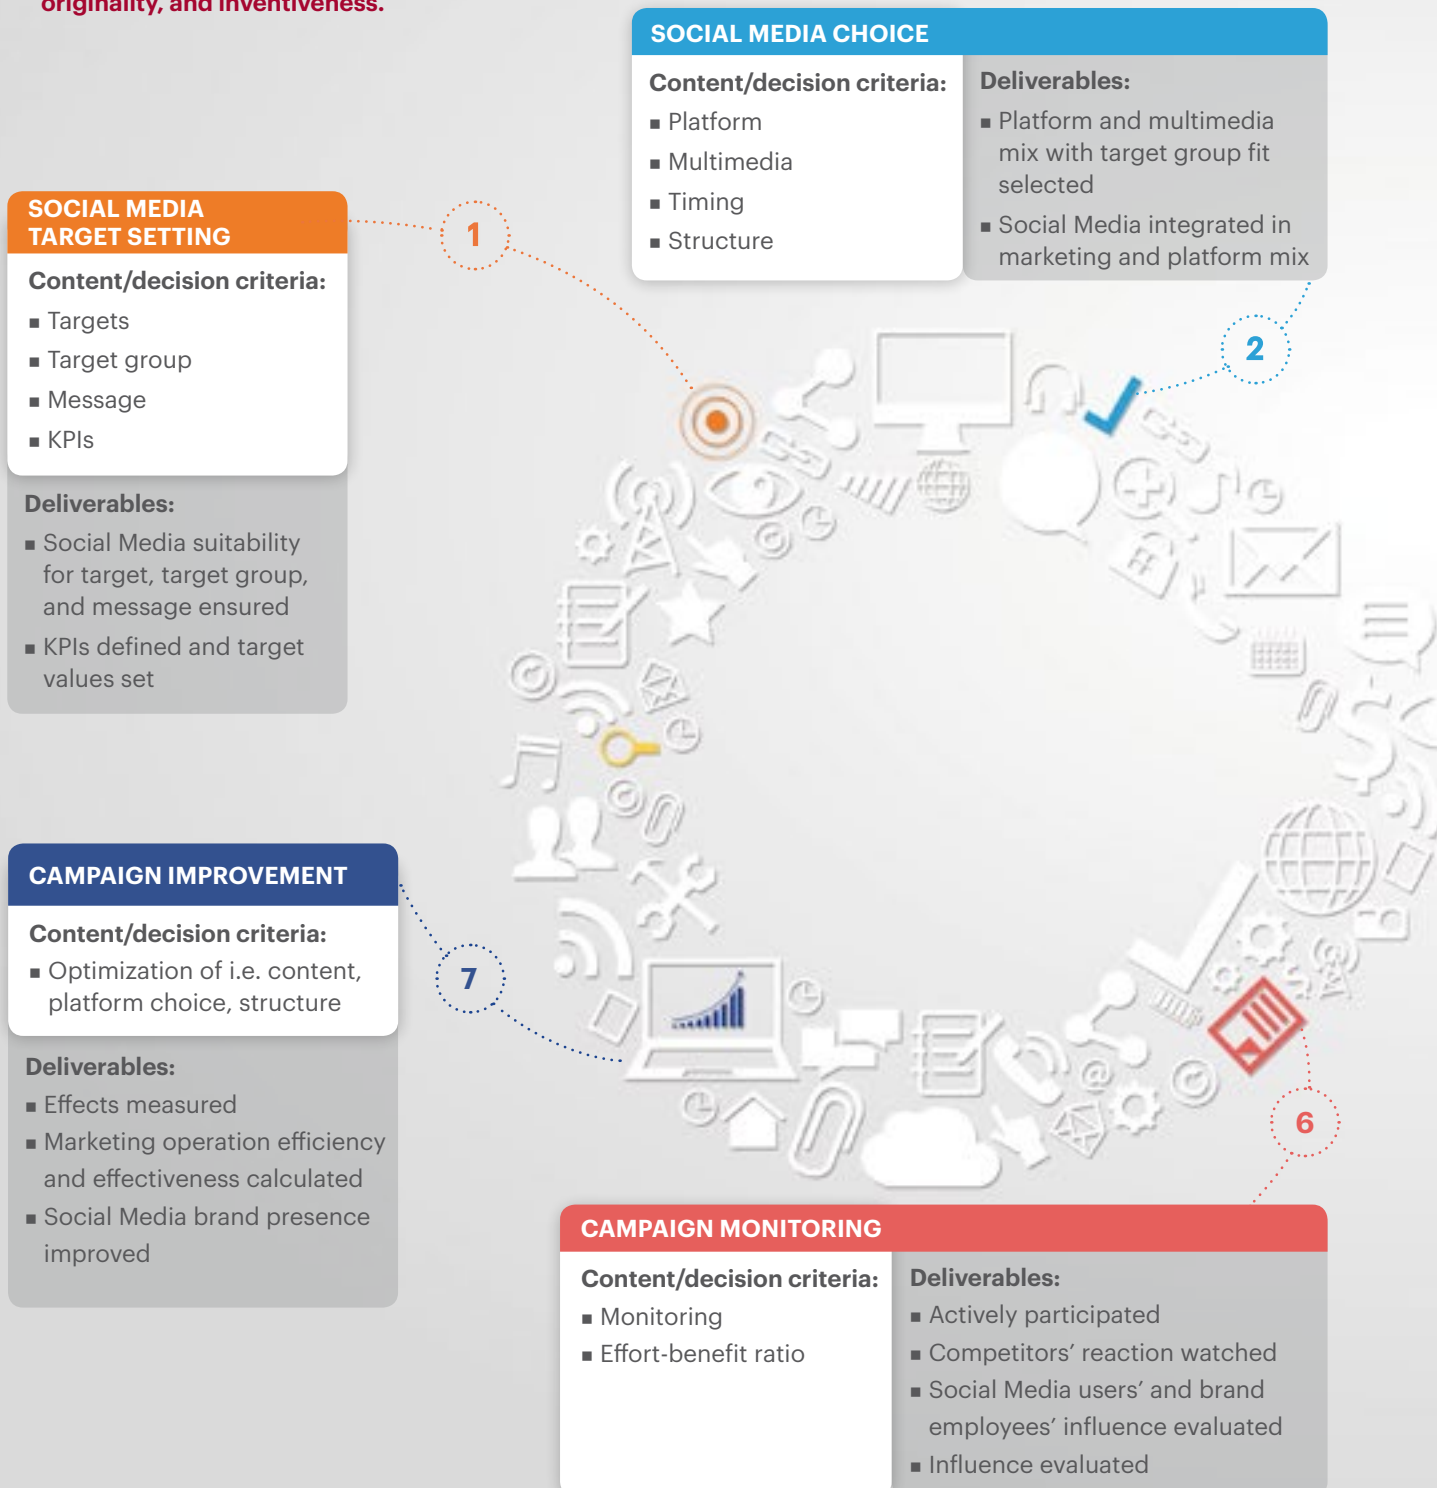 originality, and inventiveness.
SOCIAL MEDIA
TARGET SETTING
Content/decision criteria:
▪ Targets
▪ Target group
▪ Message
▪ KPIs
Deliverables:
▪ Social Media suitability
for target, target group,
and message ensured
▪ KPIs defined and target
values set
1
SOCIAL MEDIA CHOICE
Content/decision criteria:
▪ Platform
▪ Multimedia
▪ Timing
▪ Structure
Deliverables:
▪ Platform and multimedia
mix with target group fit
selected
▪ Social Media integrated in
marketing and platform mix
2
CAMPAIGN IMPROVEMENT
Content/decision criteria:
▪ Optimization of i.e. content,
platform choice, structure
Deliverables:
▪ Effects measured
▪ Marketing operation efficiency
and effectiveness calculated
▪ Social Media brand presence
improved
7
6
CAMPAIGN MONITORING
Content/decision criteria:
▪ Monitoring
▪ Effort-benefit ratio
Deliverables:
▪ Actively participated
▪ Competitors’ reaction watched
▪ Social Media users’ and brand
employees’ influence evaluated
▪ Influence evaluated